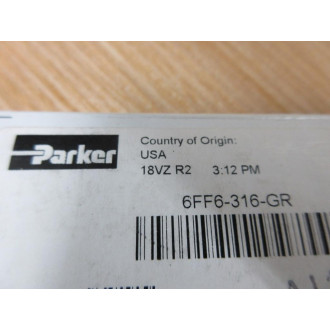 Parker
Country of Origin:
USA
18VZ R2 3:12 PM
6FF6-316-GR